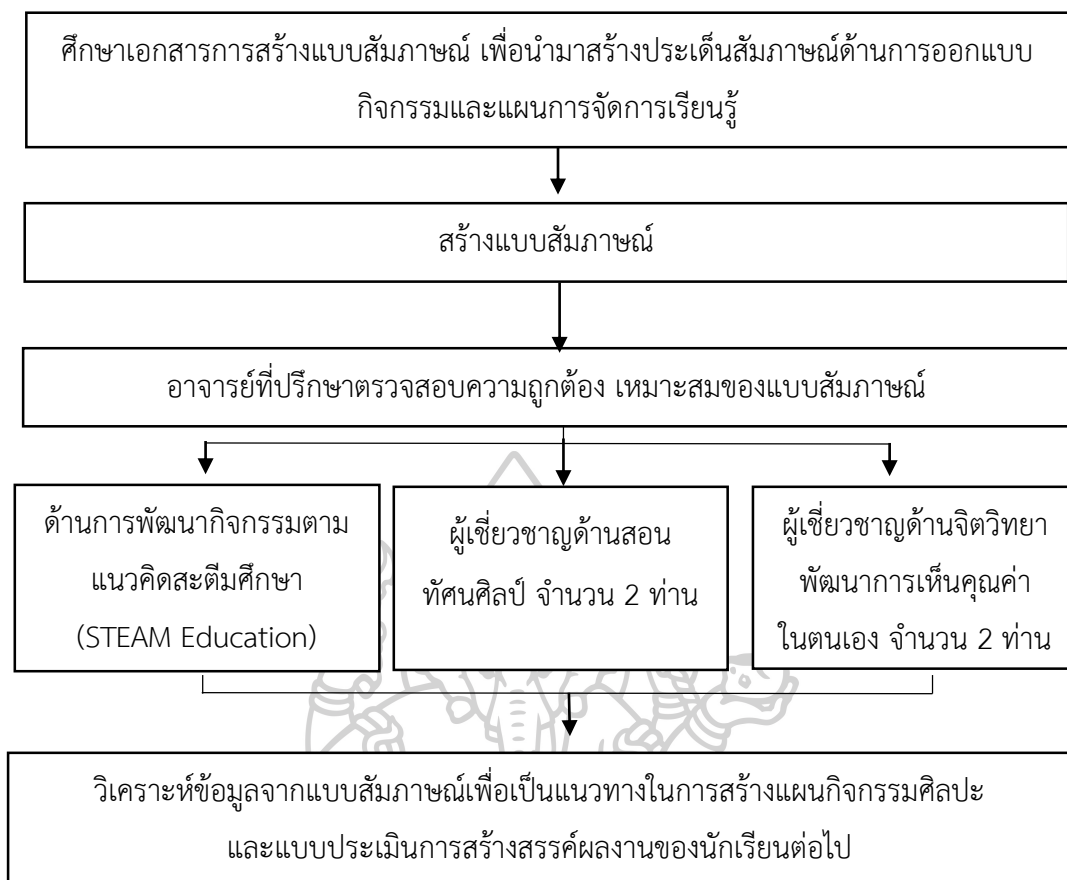 ศึกษาเอกสารการสร้างแบบสัมภาษณ์ เพื่อนำมาสร้างประเด็นสัมภาษณ์ด้านการออกแบบ
กิจกรรมและแผนการจัดการเรียนรู้
สร้างแบบสัมภาษณ์
อาจารย์ที่ปรึกษาตรวจสอบความถูกต้อง เหมาะสมของแบบสัมภาษณ์
ด้านการพัฒนากิจกรรมตาม
แนวคิดสะตีมศึกษา
(STEAM Education)
ผู้เชี่ยวชาญด้านสอน
ทัศนศิลป์ จำนวน 2 ท่าน
ผู้เชี่ยวชาญด้านจิตวิทยา
พัฒนาการเห็นคุณค่า
ในตนเอง จำนวน 2 ท่าน
วิเคราะห์ข้อมูลจากแบบสัมภาษณ์เพื่อเป็นแนวทางในการสร้างแผนกิจกรรมศิลปะ
และแบบประเมินการสร้างสรรค์ผลงานของนักเรียนต่อไป